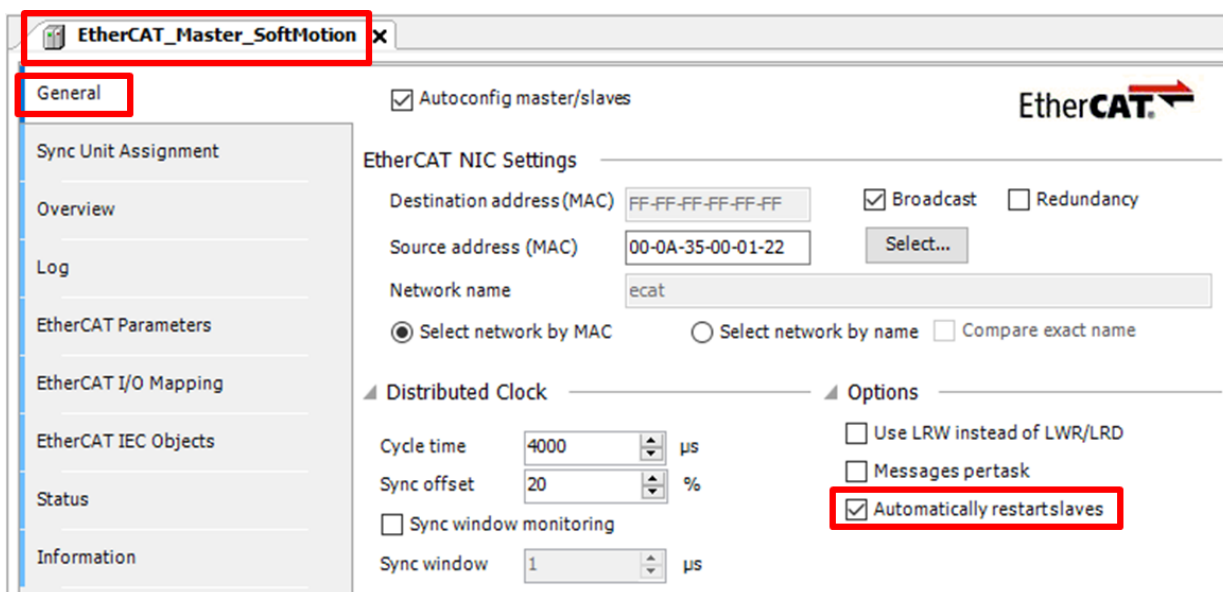 EtherCAT_Master_SoftMotion
General
Sync Unit Assignment
Overview
Log
EtherCAT Parameters
EtherCAT I/O Mapping
EtherCAT IEC Objects
Status
Information
Autoconfig master/slaves
EtherCAT.
EtherCAT NIC Settings
Destination address (MAC) FF-FF-FF-FF-FF-FF Broadcast Redundancy
Source address (MAC) 00-0A-35-00-01-22 Select...
Network name ecat
Select network by MAC Select network by name Compare exact name
Distributed Clock
Cycle time 4000 µs
Sync offset 20 %
Sync window monitoring
Sync window 1 µs
Options
Use LRW instead of LWR/LRD
Messages per task
Automatically restart slaves